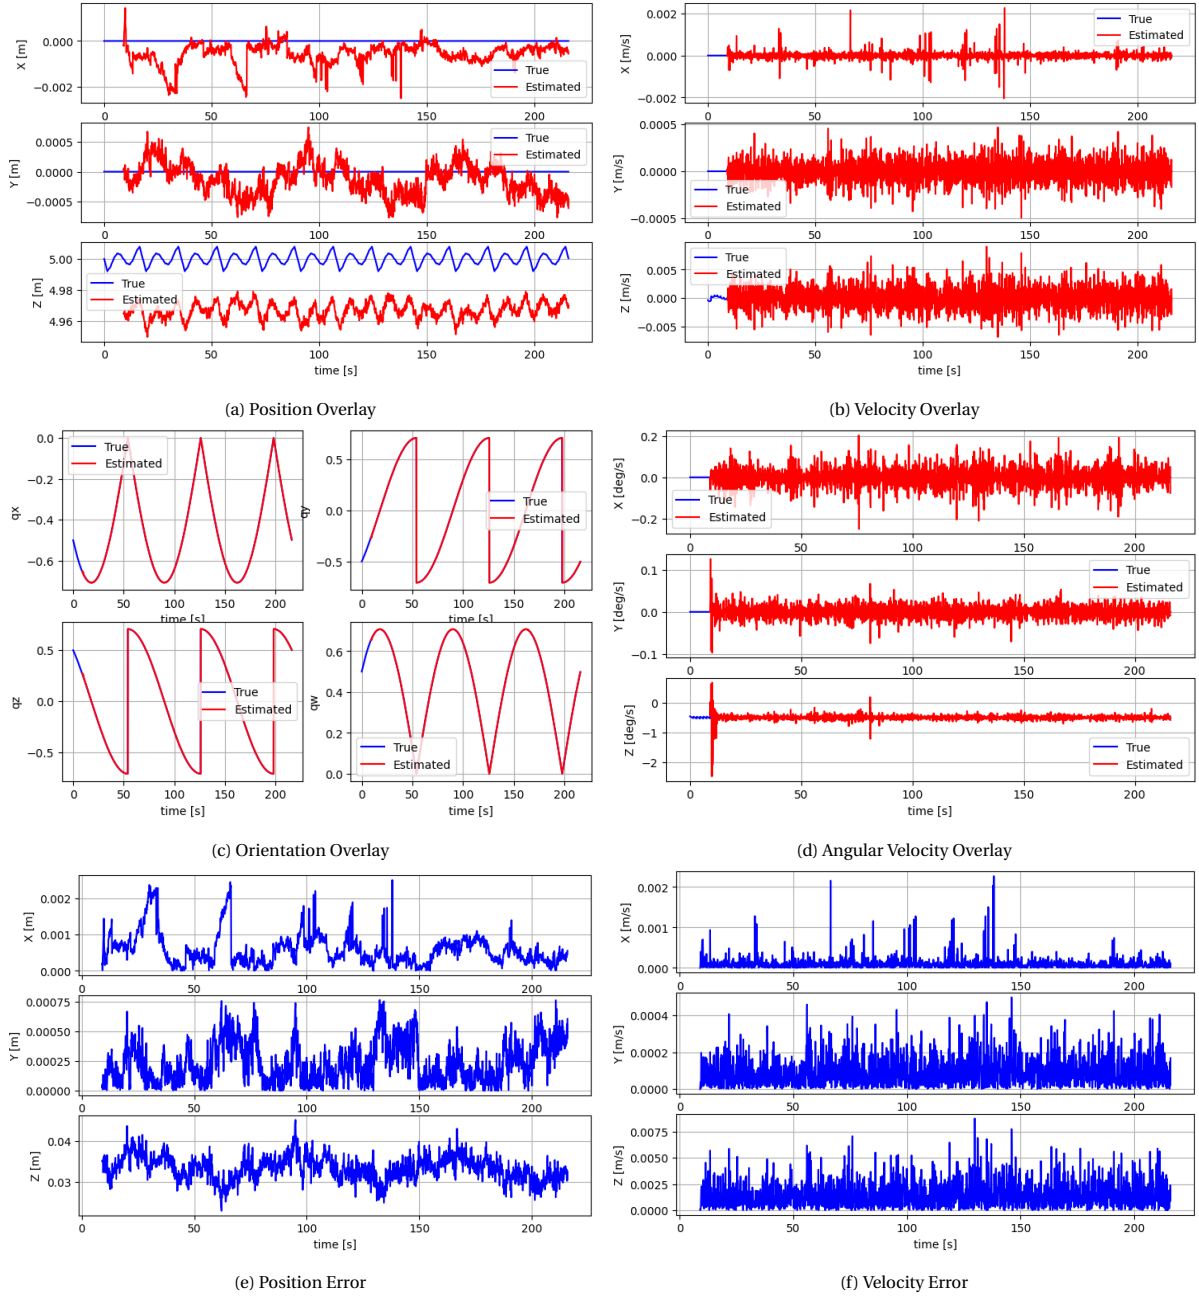 0.000
−0.002
X [m]
True
Estimated
0 50 100 150 200
0.0005
0.0000
−0.0005
Y [m]
True
Estimated
0 50 100 150 200
5.00
4.98
4.96
Z [m]
True
Estimated
0 50 100 150 200
time [s]
(a) Position Overlay
0.002
0.000
−0.002
X [m/s]
True
Estimated
0 50 100 150 200
0.0005
0.0000
−0.0005
Y [m/s]
True
Estimated
0 50 100 150 200
0.005
0.000
−0.005
Z [m/s]
True
Estimated
0 50 100 150 200
time [s]
(b) Velocity Overlay
0.0
−0.2
−0.4
−0.6
qx
True
Estimated
0 50 100 150 200
time [s]
0.5
0.0
−0.5
qy
True
Estimated
0 50 100 150 200
time [s]
0.5
0.0
−0.5
qz
True
Estimated
0 50 100 150 200
time [s]
0.6
0.4
0.2
0.0
qw
True
Estimated
0 50 100 150 200
time [s]
(c) Orientation Overlay
0.2
0.0
−0.2
X [deg/s]
True
Estimated
0 50 100 150 200
0.1
0.0
−0.1
Y [deg/s]
True
Estimated
0 50 100 150 200
0
−1
−2
Z [deg/s]
True
Estimated
0 50 100 150 200
time [s]
(d) Angular Velocity Overlay
0.002
0.001
0.000
X [m]
0 50 100 150 200
0.00075
0.00050
0.00025
0.00000
Y [m]
0 50 100 150 200
0.04
0.03
Z [m]
0 50 100 150 200
time [s]
(e) Position Error
0.002
0.001
0.000
X [m/s]
0 50 100 150 200
0.0004
0.0002
0.0000
Y [m/s]
0 50 100 150 200
0.0075
0.0050
0.0025
0.0000
Z [m/s]
0 50 100 150 200
time [s]
(f) Velocity Error